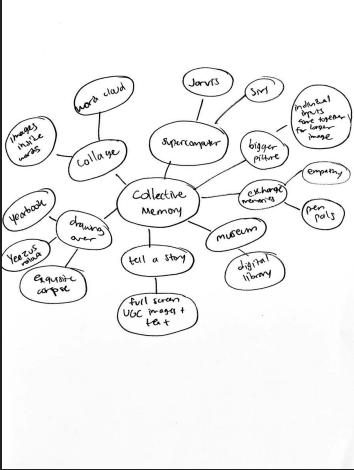 Jarvis
Siri
word cloud
individual
inputs
come together
for larger
image
images
inside
words
supercomputer
bigger
picture
collage
empathy
exchange
memories
Collective
Memory
yearbook
pen
pals
drawing
over
museum
Yeezus
tell a story
digital
library
exquisite
corpse
full screen
UGC images +
text